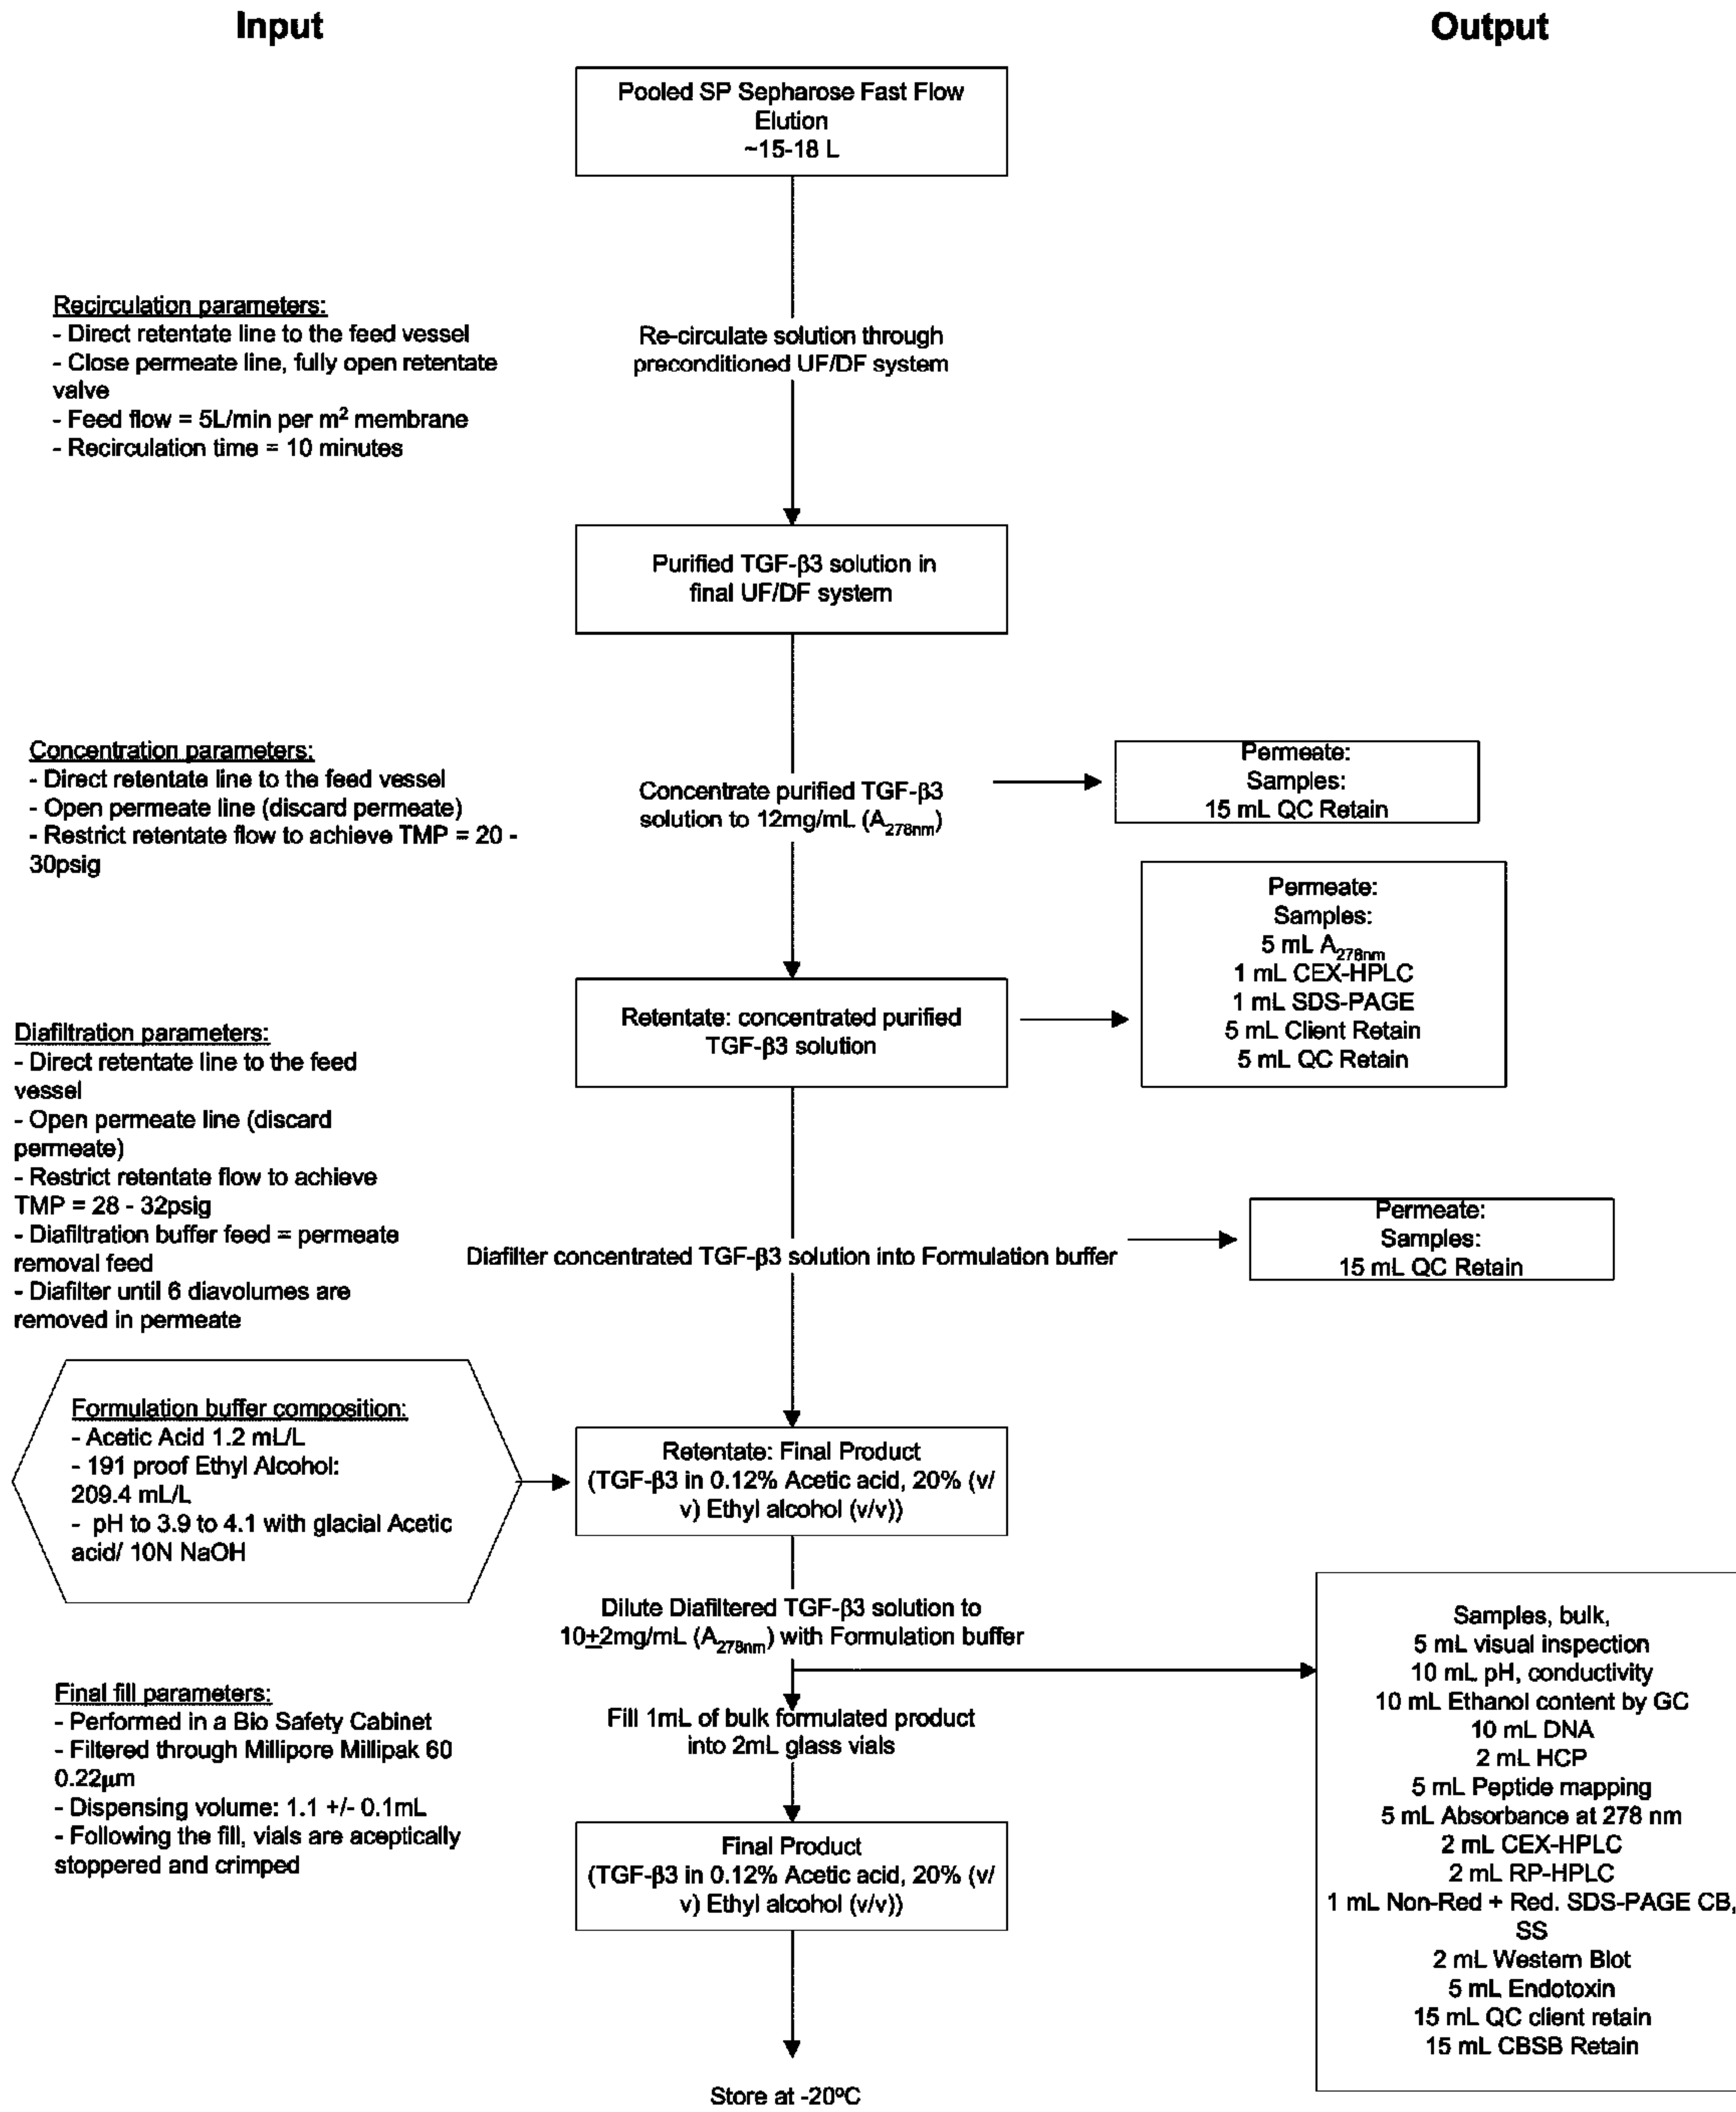 Input
Output
Pooled SP Sepharose Fast Flow
Elution
~15-18 L
Recirculation parameters:
- Direct retentate line to the feed vessel
- Close permeate line, fully open retentate
valve
- Feed flow = 5L/min per m² membrane
- Recirculation time = 10 minutes
Re-circulate solution through
preconditioned UF/DF system
Purified TGF-β3 solution in
final UF/DF system
Concentration parameters:
- Direct retentate line to the feed vessel
- Open permeate line (discard permeate)
- Restrict retentate flow to achieve TMP = 20 -
30psig
Concentrate purified TGF-β3
solution to 12mg/mL (A278nm)
Permeate:
Samples:
15 mL QC Retain
Permeate:
Samples:
5 mL A278nm
1 mL CEX-HPLC
1 mL SDS-PAGE
5 mL Client Retain
5 mL QC Retain
Retentate: concentrated purified
TGF-β3 solution
Diafiltration parameters:
- Direct retentate line to the feed
vessel
- Open permeate line (discard
permeate)
- Restrict retentate flow to achieve
TMP = 28 - 32psig
- Diafiltration buffer feed = permeate
removal feed
- Diafilter until 6 diavolumes are
removed in permeate
Diafilter concentrated TGF-β3 solution into Formulation buffer
Permeate:
Samples:
15 mL QC Retain
Formulation buffer composition:
- Acetic Acid 1.2 mL/L
- 191 proof Ethyl Alcohol:
209.4 mL/L
- pH to 3.9 to 4.1 with glacial Acetic
acid/ 10N NaOH
Retentate: Final Product
(TGF-β3 in 0.12% Acetic acid, 20% (v/
v) Ethyl alcohol (v/v))
Dilute Diafiltered TGF-β3 solution to
10±2mg/mL (A278nm) with Formulation buffer
Final fill parameters:
- Performed in a Bio Safety Cabinet
- Filtered through Millipore Millipak 60
0.22μm
- Dispensing volume: 1.1 +/- 0.1mL
- Following the fill, vials are aceptically
stoppered and crimped
Fill 1mL of bulk formulated product
into 2mL glass vials
Final Product
(TGF-β3 in 0.12% Acetic acid, 20% (v/
v) Ethyl alcohol (v/v))
Samples, bulk,
5 mL visual inspection
10 mL pH, conductivity
10 mL Ethanol content by GC
10 mL DNA
2 mL HCP
5 mL Peptide mapping
5 mL Absorbance at 278 nm
2 mL CEX-HPLC
2 mL RP-HPLC
1 mL Non-Red + Red. SDS-PAGE CB,
SS
2 mL Western Blot
5 mL Endotoxin
15 mL QC client retain
15 mL CBSB Retain
Store at -20ºC